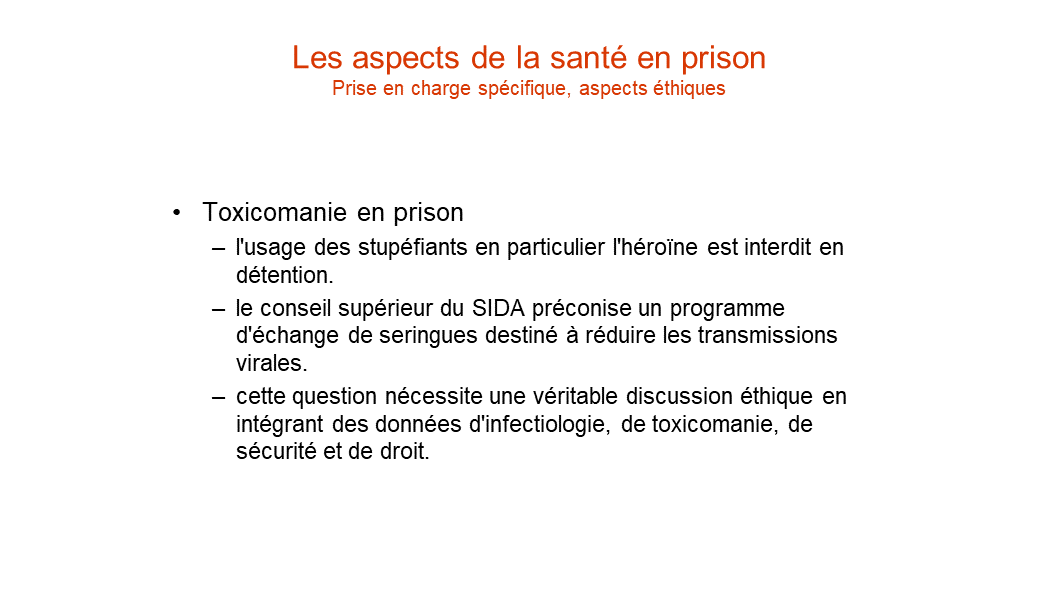 Les aspects de la santé en prison
Prise en charge spécifique, aspects éthiques
• Toxicomanie en prison
– l'usage des stupéfiants en particulier l'héroïne est interdit en
détention.
– le conseil supérieur du SIDA préconise un programme
d'échange de seringues destiné à réduire les transmissions
virales.
– cette question nécessite une véritable discussion éthique en
intégrant des données d'infectiologie, de toxicomanie, de
sécurité et de droit.